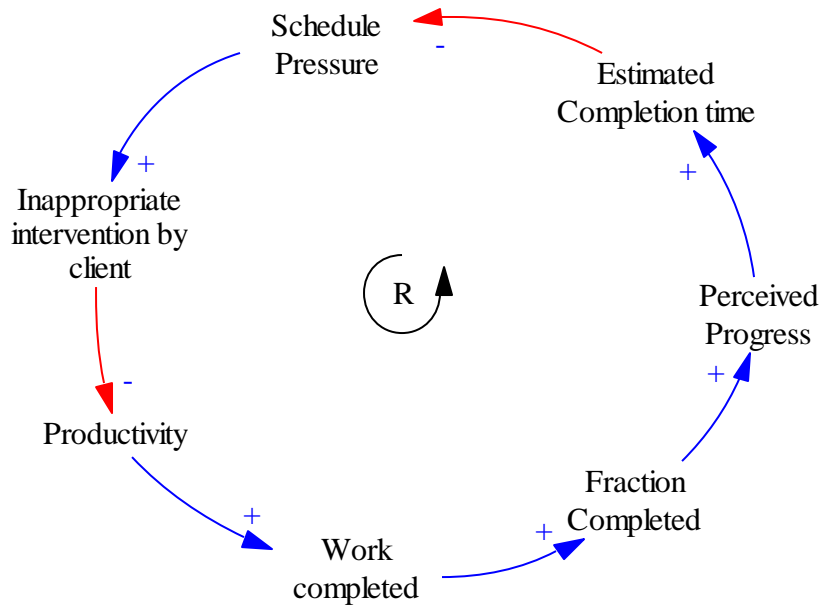 Schedule
Pressure
-
Estimated
Completion time
+
+
Inappropriate
intervention by
client
R
Perceived
Progress
+
-
Productivity
Fraction
Completed
+
+
Work
completed